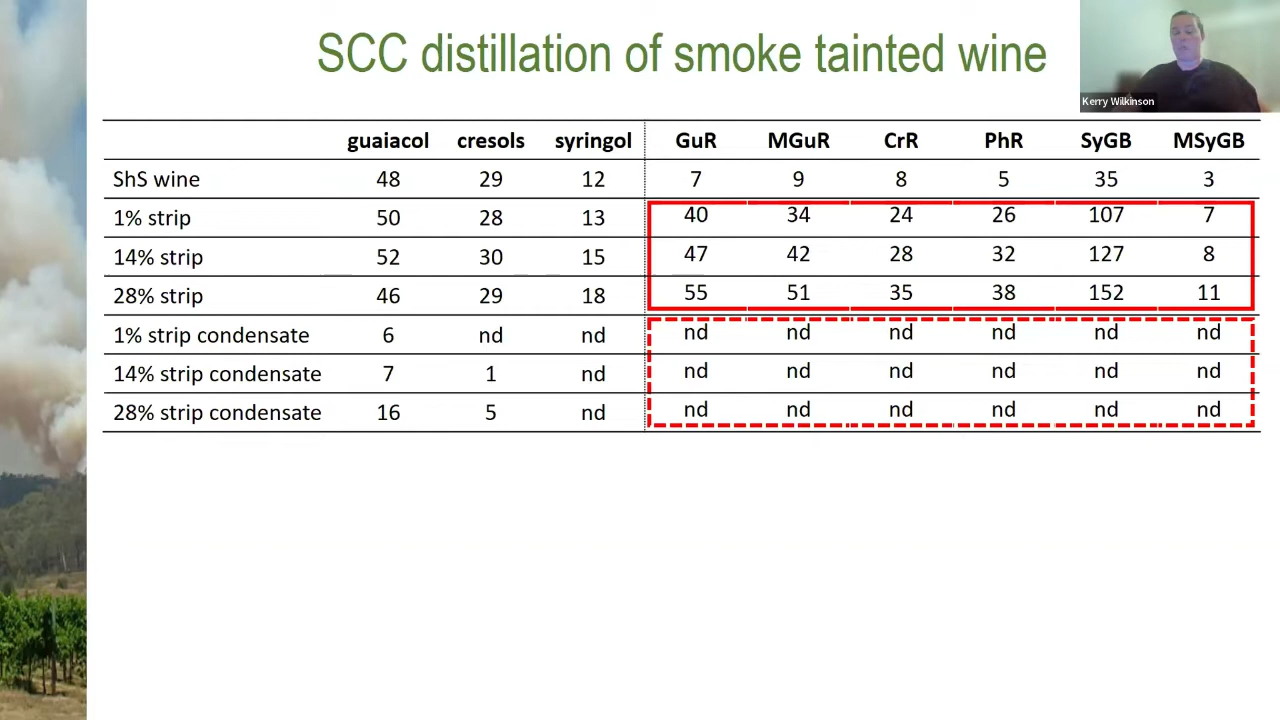 SCC distillation of smoke tainted wine
Kerry Wilkinson
guaiacol cresols syringol GuR MGuR CrR PhR SyGB MSyGB
ShS wine 48 29 12 7 9 8 5 35 3
1% strip 50 28 13 40 34 24 26 107 7
14% strip 52 30 15 47 42 28 32 127 8
28% strip 46 29 18 55 51 35 38 152 11
1% strip condensate 6 nd nd nd nd nd nd nd nd
14% strip condensate 7 1 nd nd nd nd nd nd nd
28% strip condensate 16 5 nd nd nd nd nd nd nd